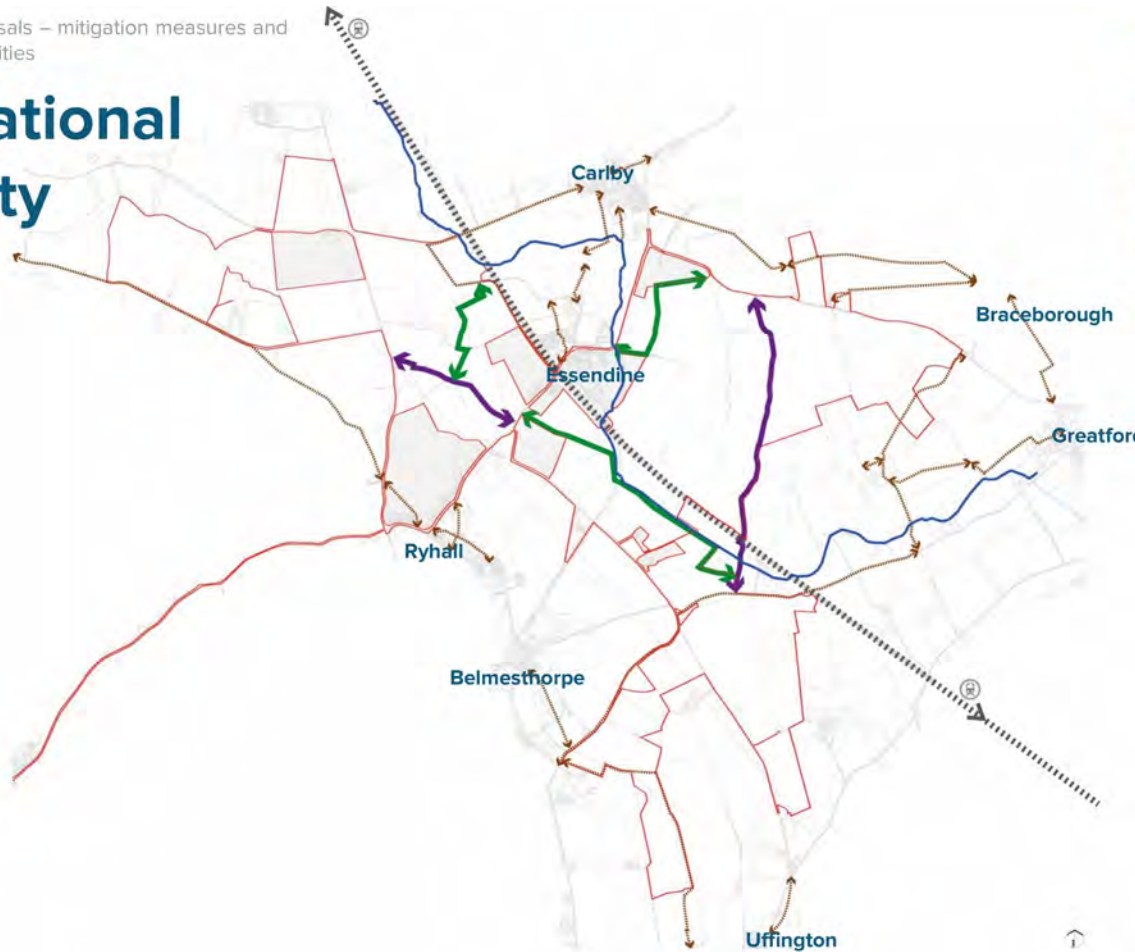 sals – mitigation measures and
ities
ational
ty
Carlby
Braceborough
Essendine
Greatford
Ryhall
Belmesthorpe
Uffington